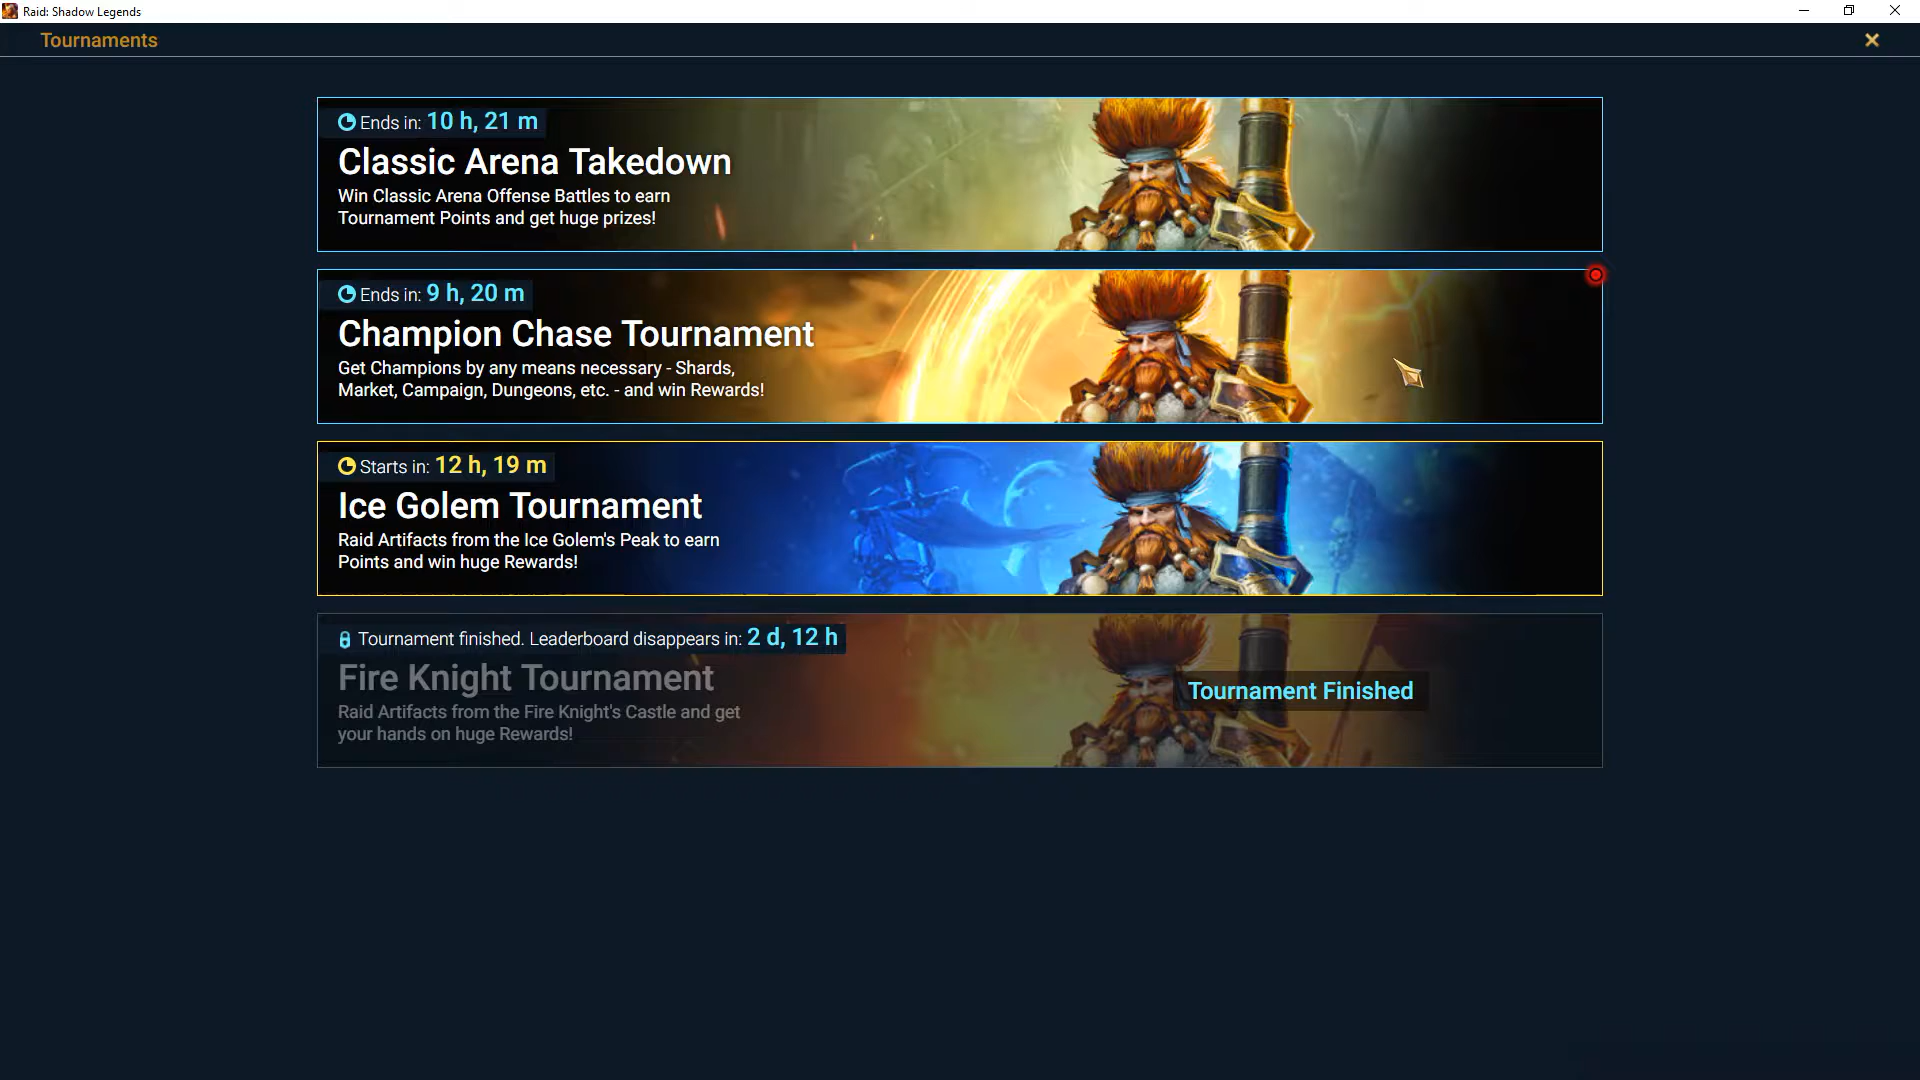 Raid: Shadow Legends
Tournaments
Ends in: 10 h, 21 m
Classic Arena Takedown
Win Classic Arena Offense Battles to earn
Tournament Points and get huge prizes!
Ends in: 9 h, 20 m
Champion Chase Tournament
Get Champions by any means necessary - Shards,
Market, Campaign, Dungeons, etc. - and win Rewards!
Starts in: 12 h, 19 m
Ice Golem Tournament
Raid Artifacts from the Ice Golem's Peak to earn
Points and win huge Rewards!
Tournament finished. Leaderboard disappears in: 2 d, 12 h
Fire Knight Tournament
Raid Artifacts from the Fire Knight's Castle and get
your hands on huge Rewards!
Tournament Finished